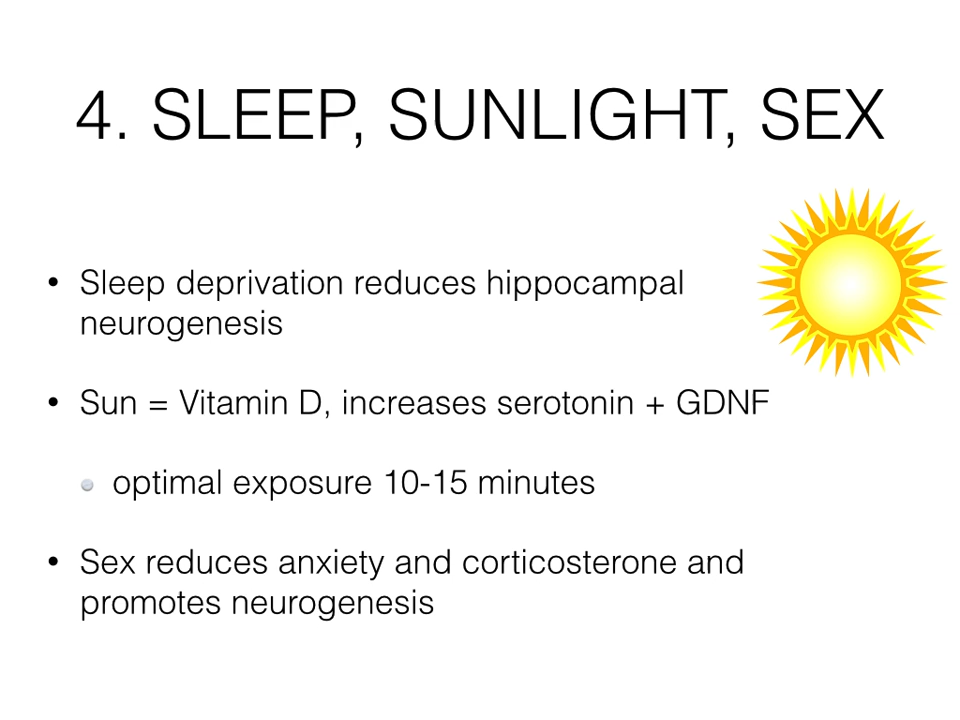 4. SLEEP, SUNLIGHT, SEX
• Sleep deprivation reduces hippocampal
neurogenesis
• Sun = Vitamin D, increases serotonin + GDNF
• optimal exposure 10-15 minutes
• Sex reduces anxiety and corticosterone and
promotes neurogenesis